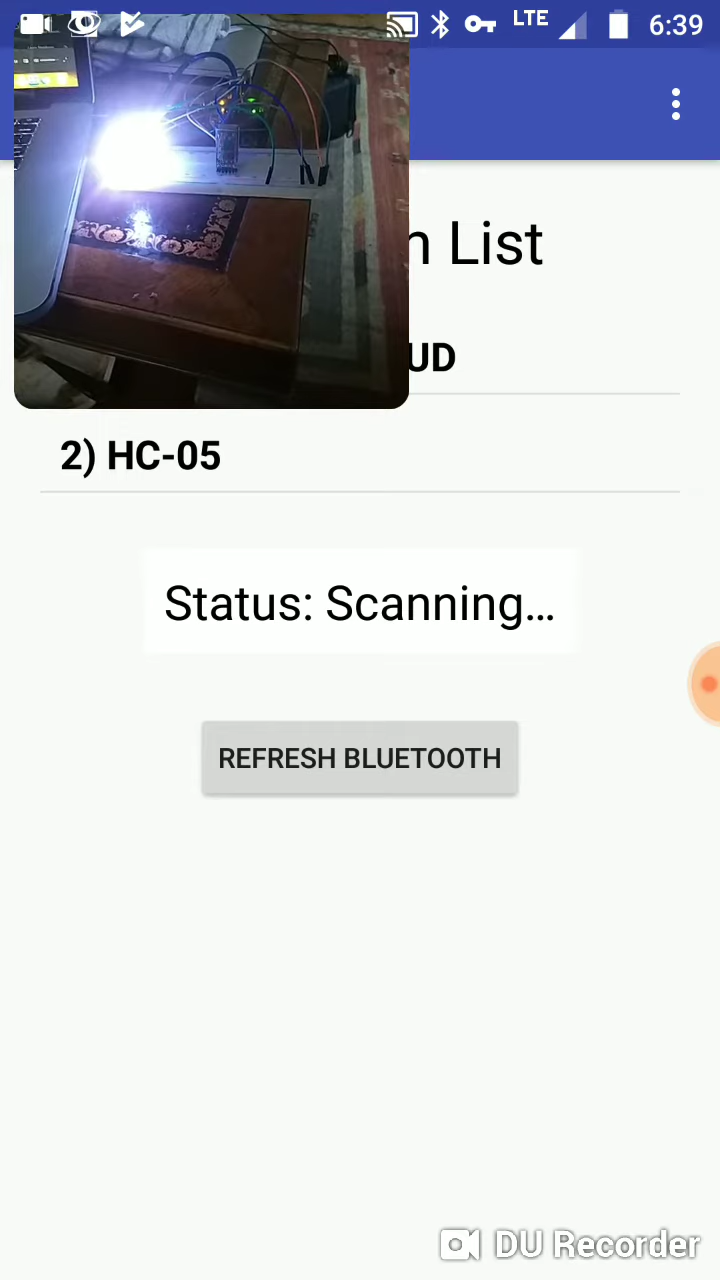 LTE 6:39
List
UD
2) HC-05
Status: Scanning...
REFRESH BLUETOOTH
DU Recorder